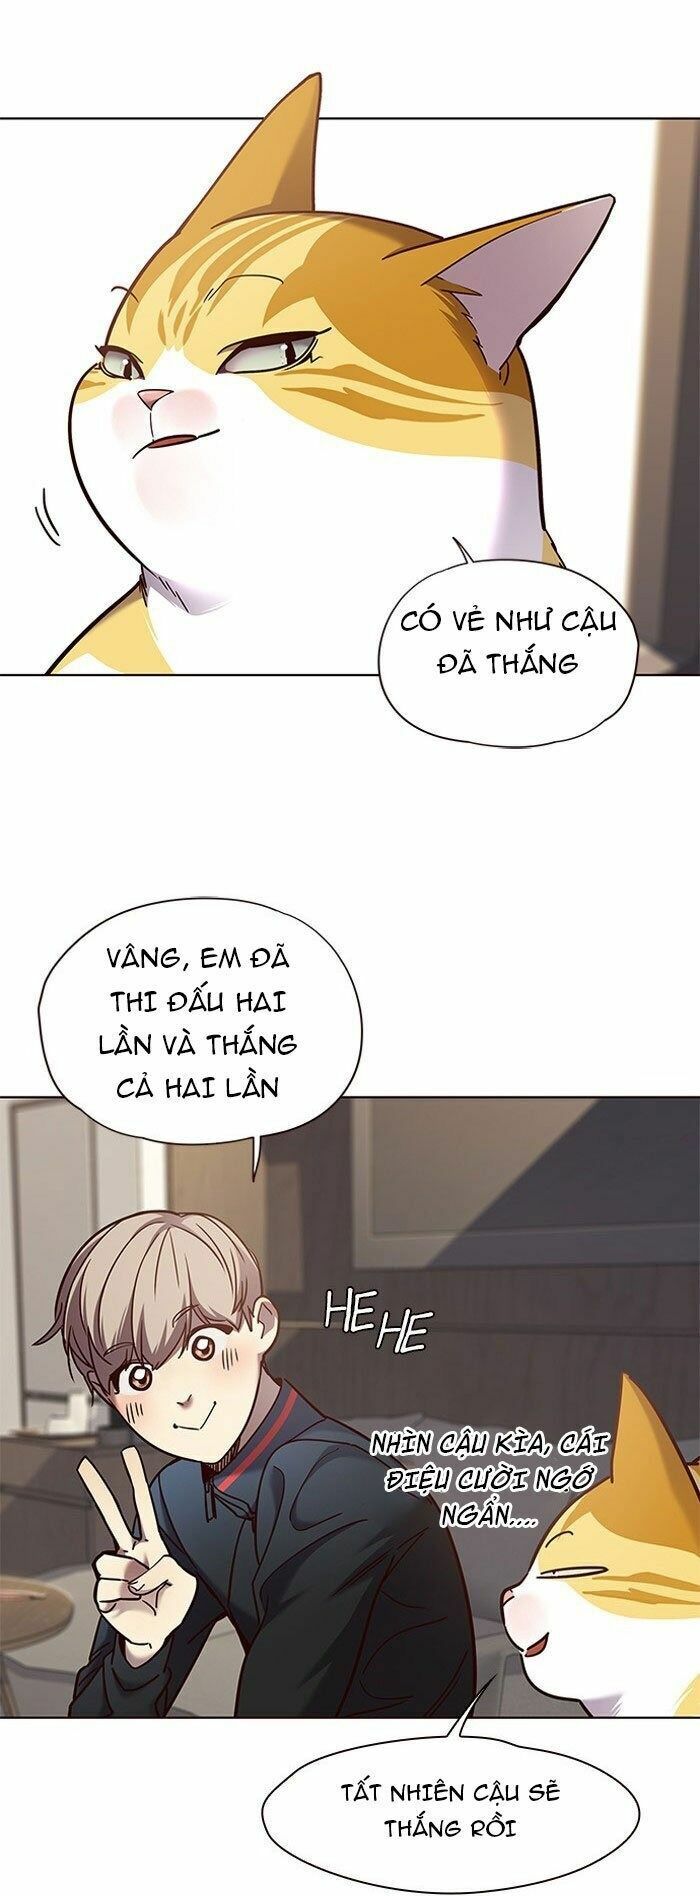 CÓ VẺ NHƯ CẬU
ĐÃ THẮNG
VÂNG, EM ĐÃ
THI ĐẤU HAI
LẦN VÀ THẮNG
CẢ HAI LẦN
HE HE
NHÌN CẬU KÌA, CÁI
ĐIỆU CƯỜI NGỚ
NGẨN....
TẤT NHIÊN CẬU SẼ
THẮNG RỒI